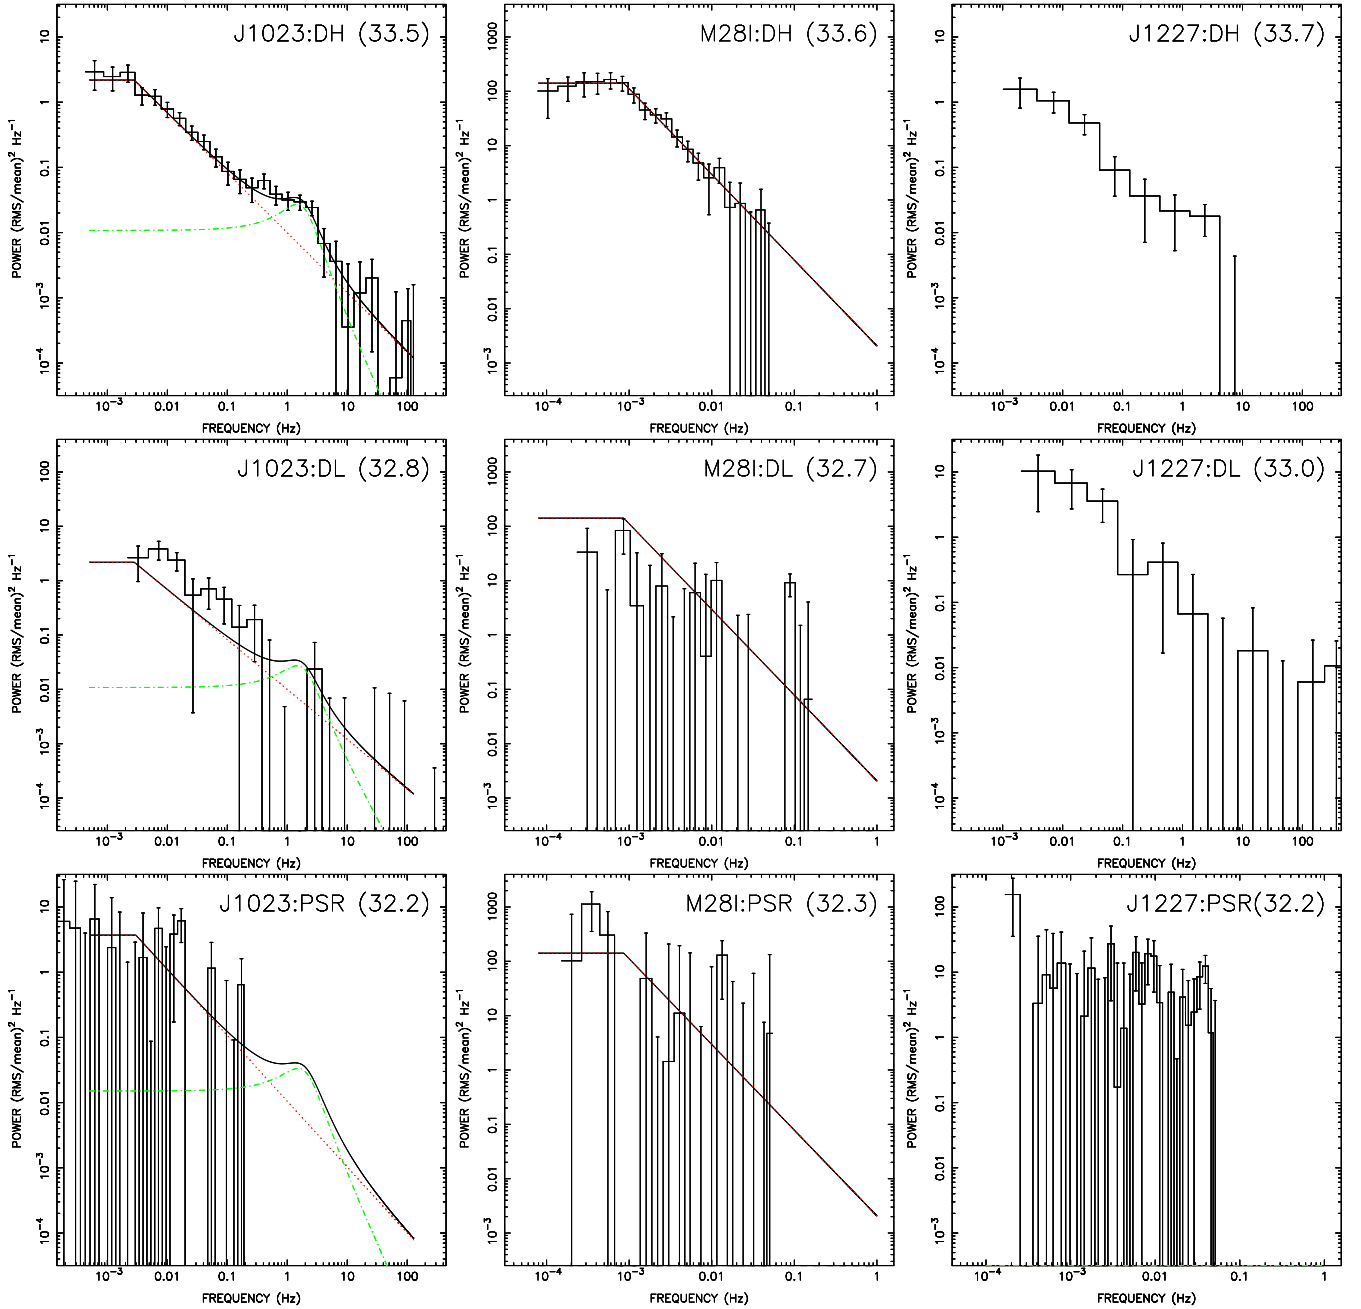 J1023:DH (33.5)
POWER (RMS/mean)² Hz⁻¹
10
1
0.1
0.01
10⁻³
10⁻⁴
10⁻³ 0.01 0.1 1 10 100
FREQUENCY (Hz)
M28I:DH (33.6)
POWER (RMS/mean)² Hz⁻¹
1000
100
10
1
0.1
0.01
10⁻³
10⁻⁴ 10⁻³ 0.01 0.1 1
FREQUENCY (Hz)
J1227:DH (33.7)
POWER (RMS/mean)² Hz⁻¹
10
1
0.1
0.01
10⁻³
10⁻⁴
10⁻³ 0.01 0.1 1 10 100
FREQUENCY (Hz)
J1023:DL (32.8)
POWER (RMS/mean)² Hz⁻¹
100
10
1
0.1
0.01
10⁻³
10⁻⁴
10⁻³ 0.01 0.1 1 10 100
FREQUENCY (Hz)
M28I:DL (32.7)
POWER (RMS/mean)² Hz⁻¹
1000
100
10
1
0.1
0.01
10⁻³
10⁻⁴ 10⁻³ 0.01 0.1 1
FREQUENCY (Hz)
J1227:DL (33.0)
POWER (RMS/mean)² Hz⁻¹
10
1
0.1
0.01
10⁻³
10⁻⁴
10⁻³ 0.01 0.1 1 10 100
FREQUENCY (Hz)
J1023:PSR (32.2)
POWER (RMS/mean)² Hz⁻¹
10
1
0.1
0.01
10⁻³
10⁻⁴
10⁻³ 0.01 0.1 1 10 100
FREQUENCY (Hz)
M28I:PSR (32.3)
POWER (RMS/mean)² Hz⁻¹
1000
100
10
1
0.1
0.01
10⁻³
10⁻⁴ 10⁻³ 0.01 0.1 1
FREQUENCY (Hz)
J1227:PSR(32.2)
POWER (RMS/mean)² Hz⁻¹
100
10
1
0.1
0.01
10⁻³
10⁻⁴ 10⁻³ 0.01 0.1 1
FREQUENCY (Hz)